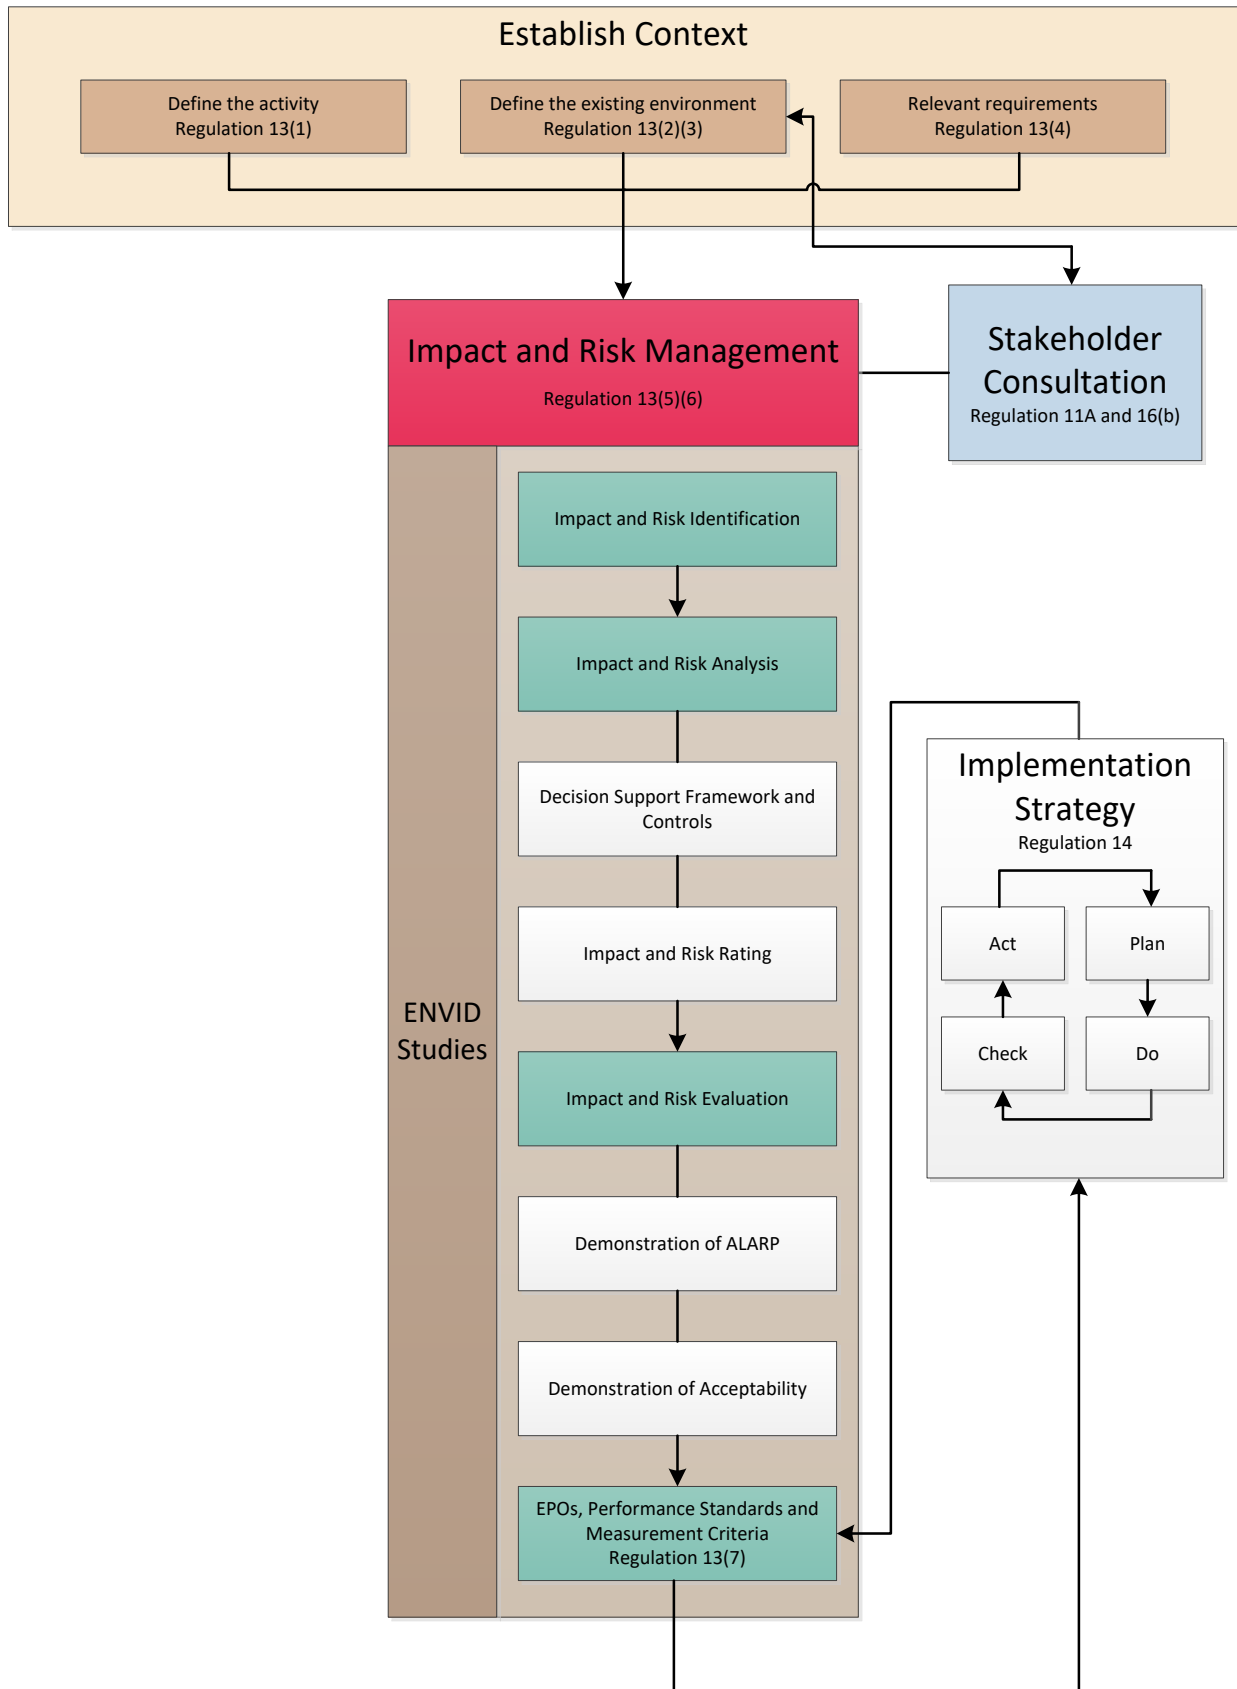 Establish Context
Define the activity
Regulation 13(1)
Define the existing environment
Regulation 13(2)(3)
Relevant requirements
Regulation 13(4)
Impact and Risk Management
Regulation 13(5)(6)
Stakeholder
Consultation
Regulation 11A and 16(b)
ENVID
Studies
Impact and Risk Identification
Impact and Risk Analysis
Decision Support Framework and
Controls
Impact and Risk Rating
Impact and Risk Evaluation
Demonstration of ALARP
Demonstration of Acceptability
EPOs, Performance Standards and
Measurement Criteria
Regulation 13(7)
Implementation
Strategy
Regulation 14
Act
Plan
Check
Do